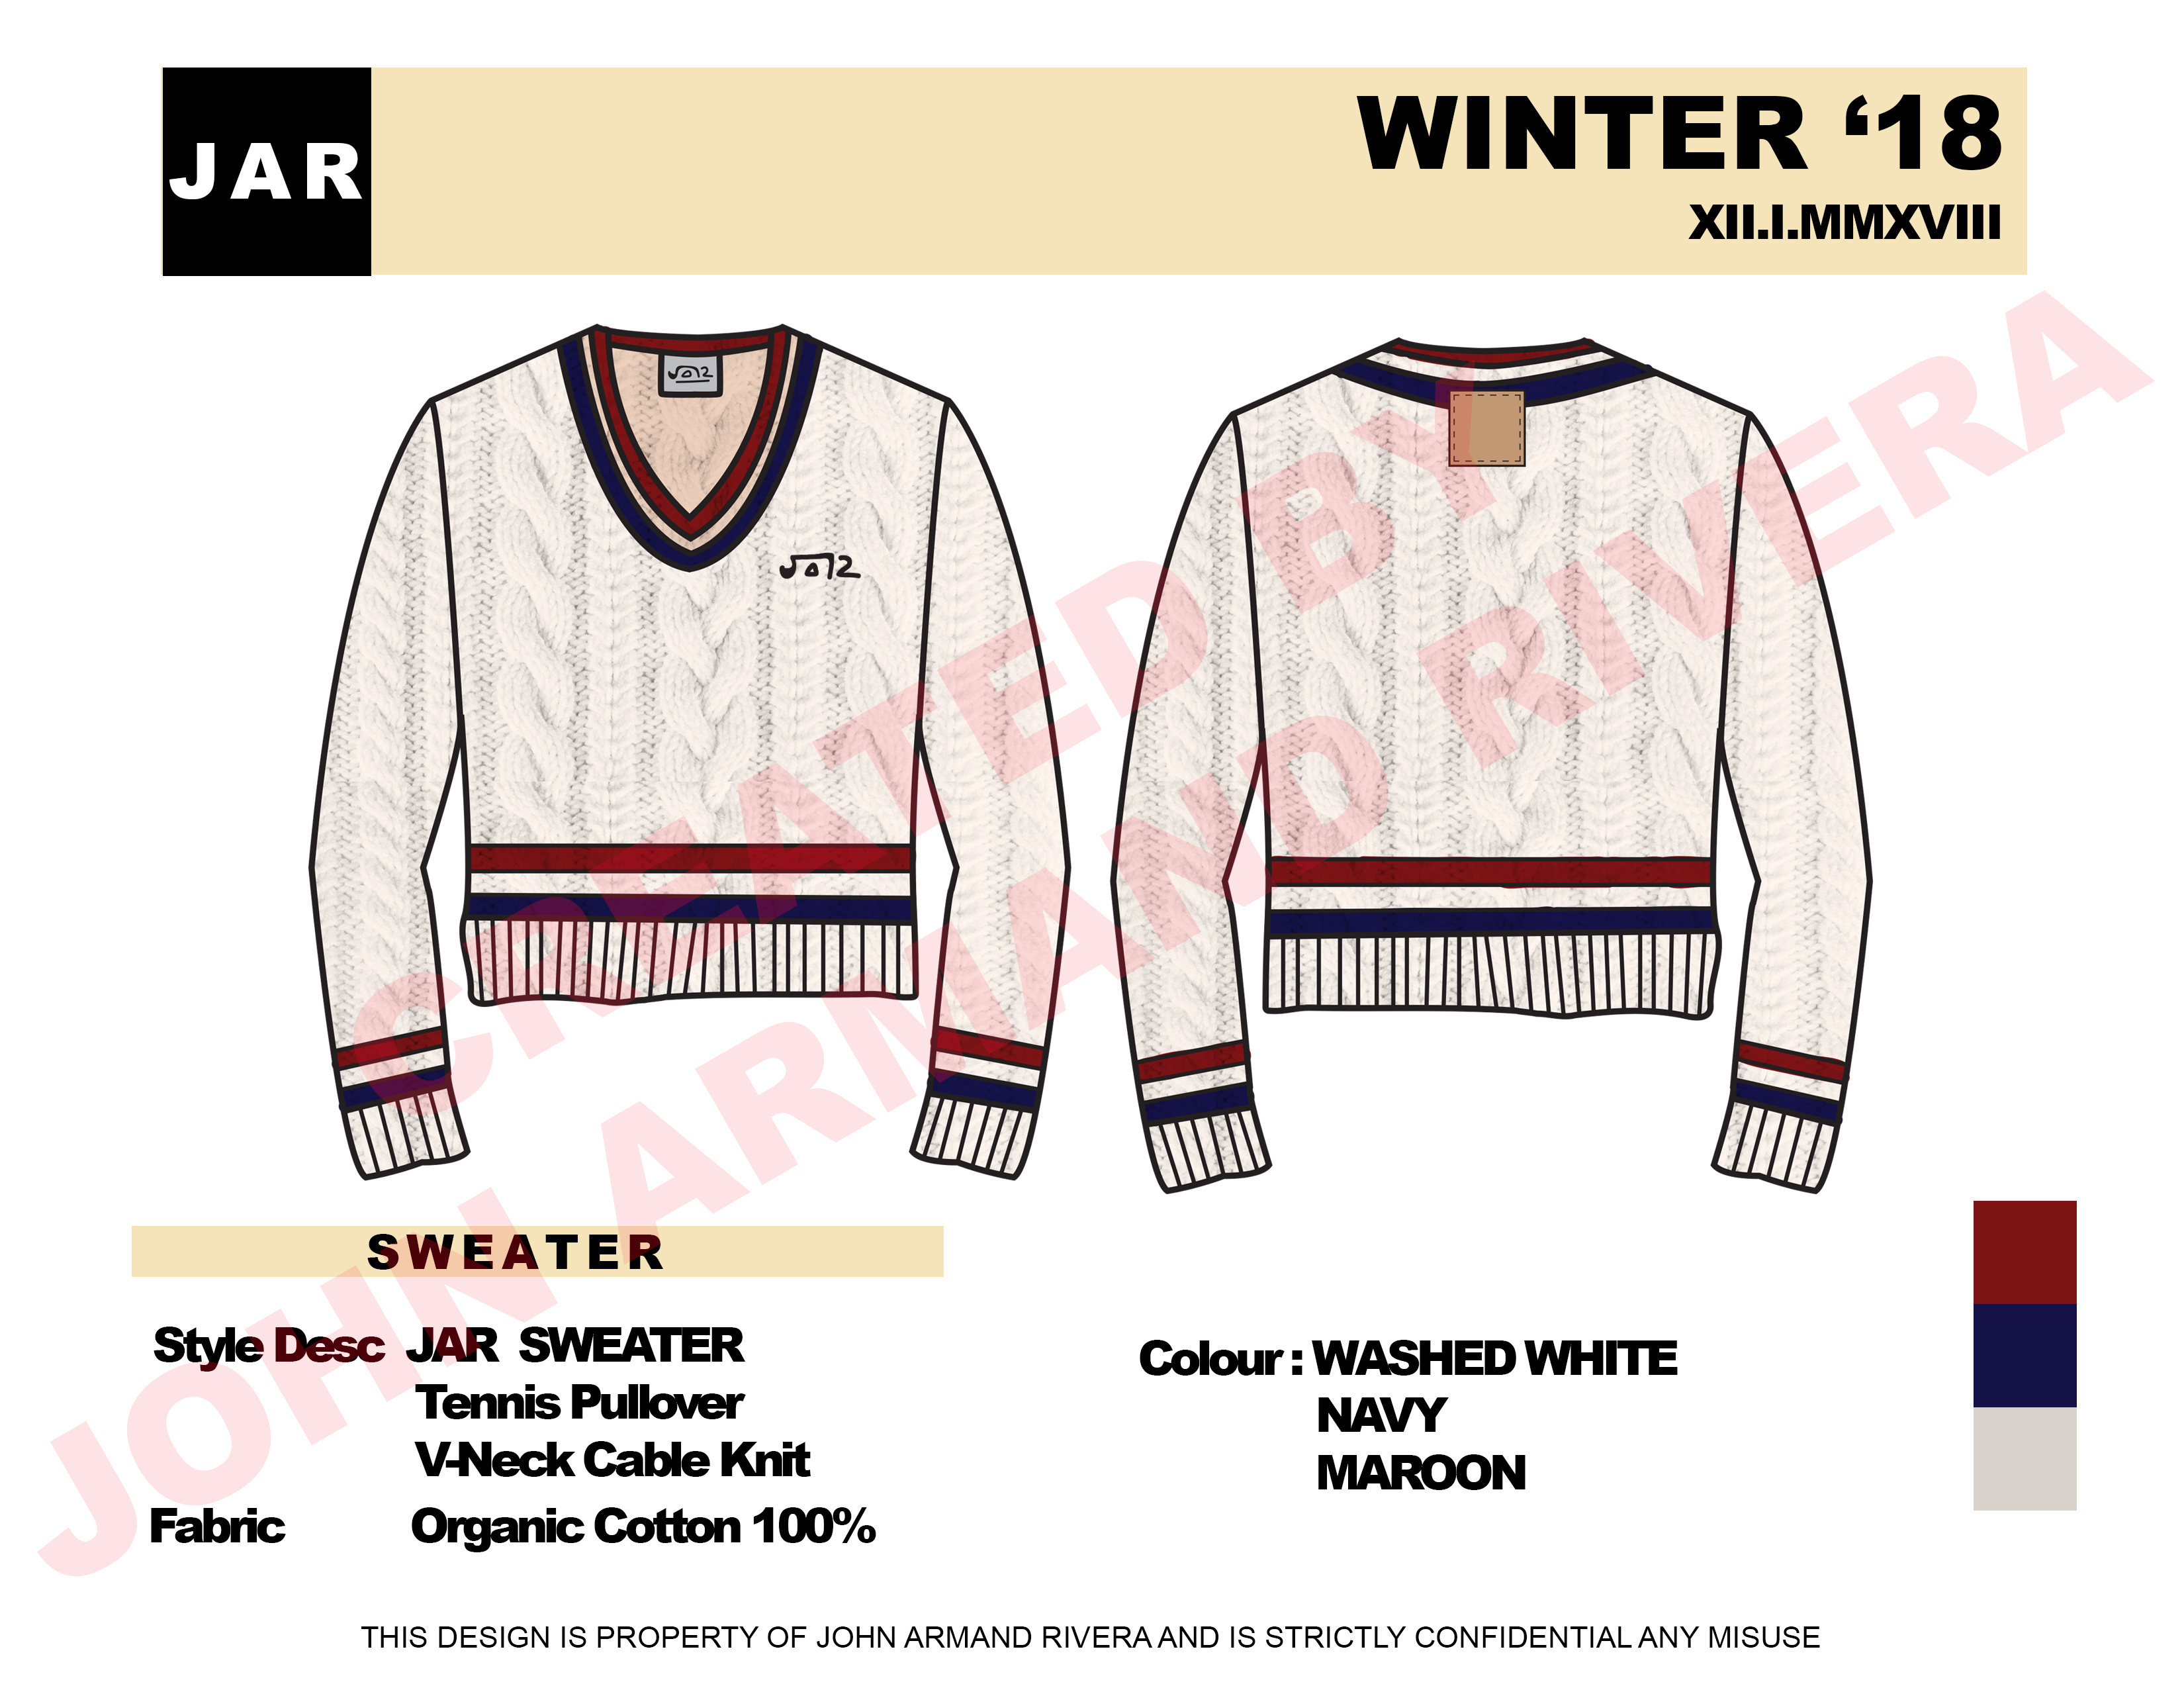 JAR
WINTER ‘18
XII.I.MMXVIII
CREATED BY
JOHN ARMAND RIVERA
SWEATER
Style Desc JAR SWEATER
Tennis Pullover
V-Neck Cable Knit
Fabric Organic Cotton 100%
Colour : WASHED WHITE
NAVY
MAROON
THIS DESIGN IS PROPERTY OF JOHN ARMAND RIVERA AND IS STRICTLY CONFIDENTIAL ANY MISUSE